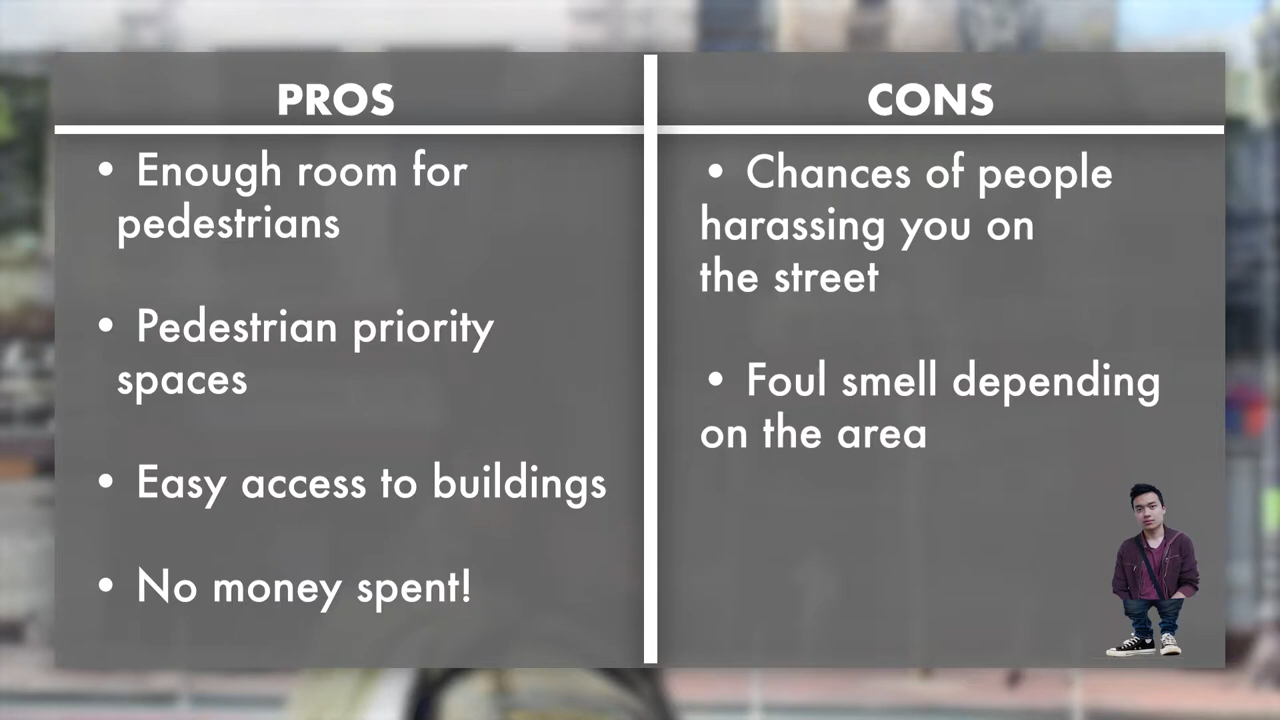 PROS
• Enough room for
pedestrians
• Pedestrian priority
spaces
• Easy access to buildings
• No money spent!
CONS
• Chances of people
harassing you on
the street
• Foul smell depending
on the area